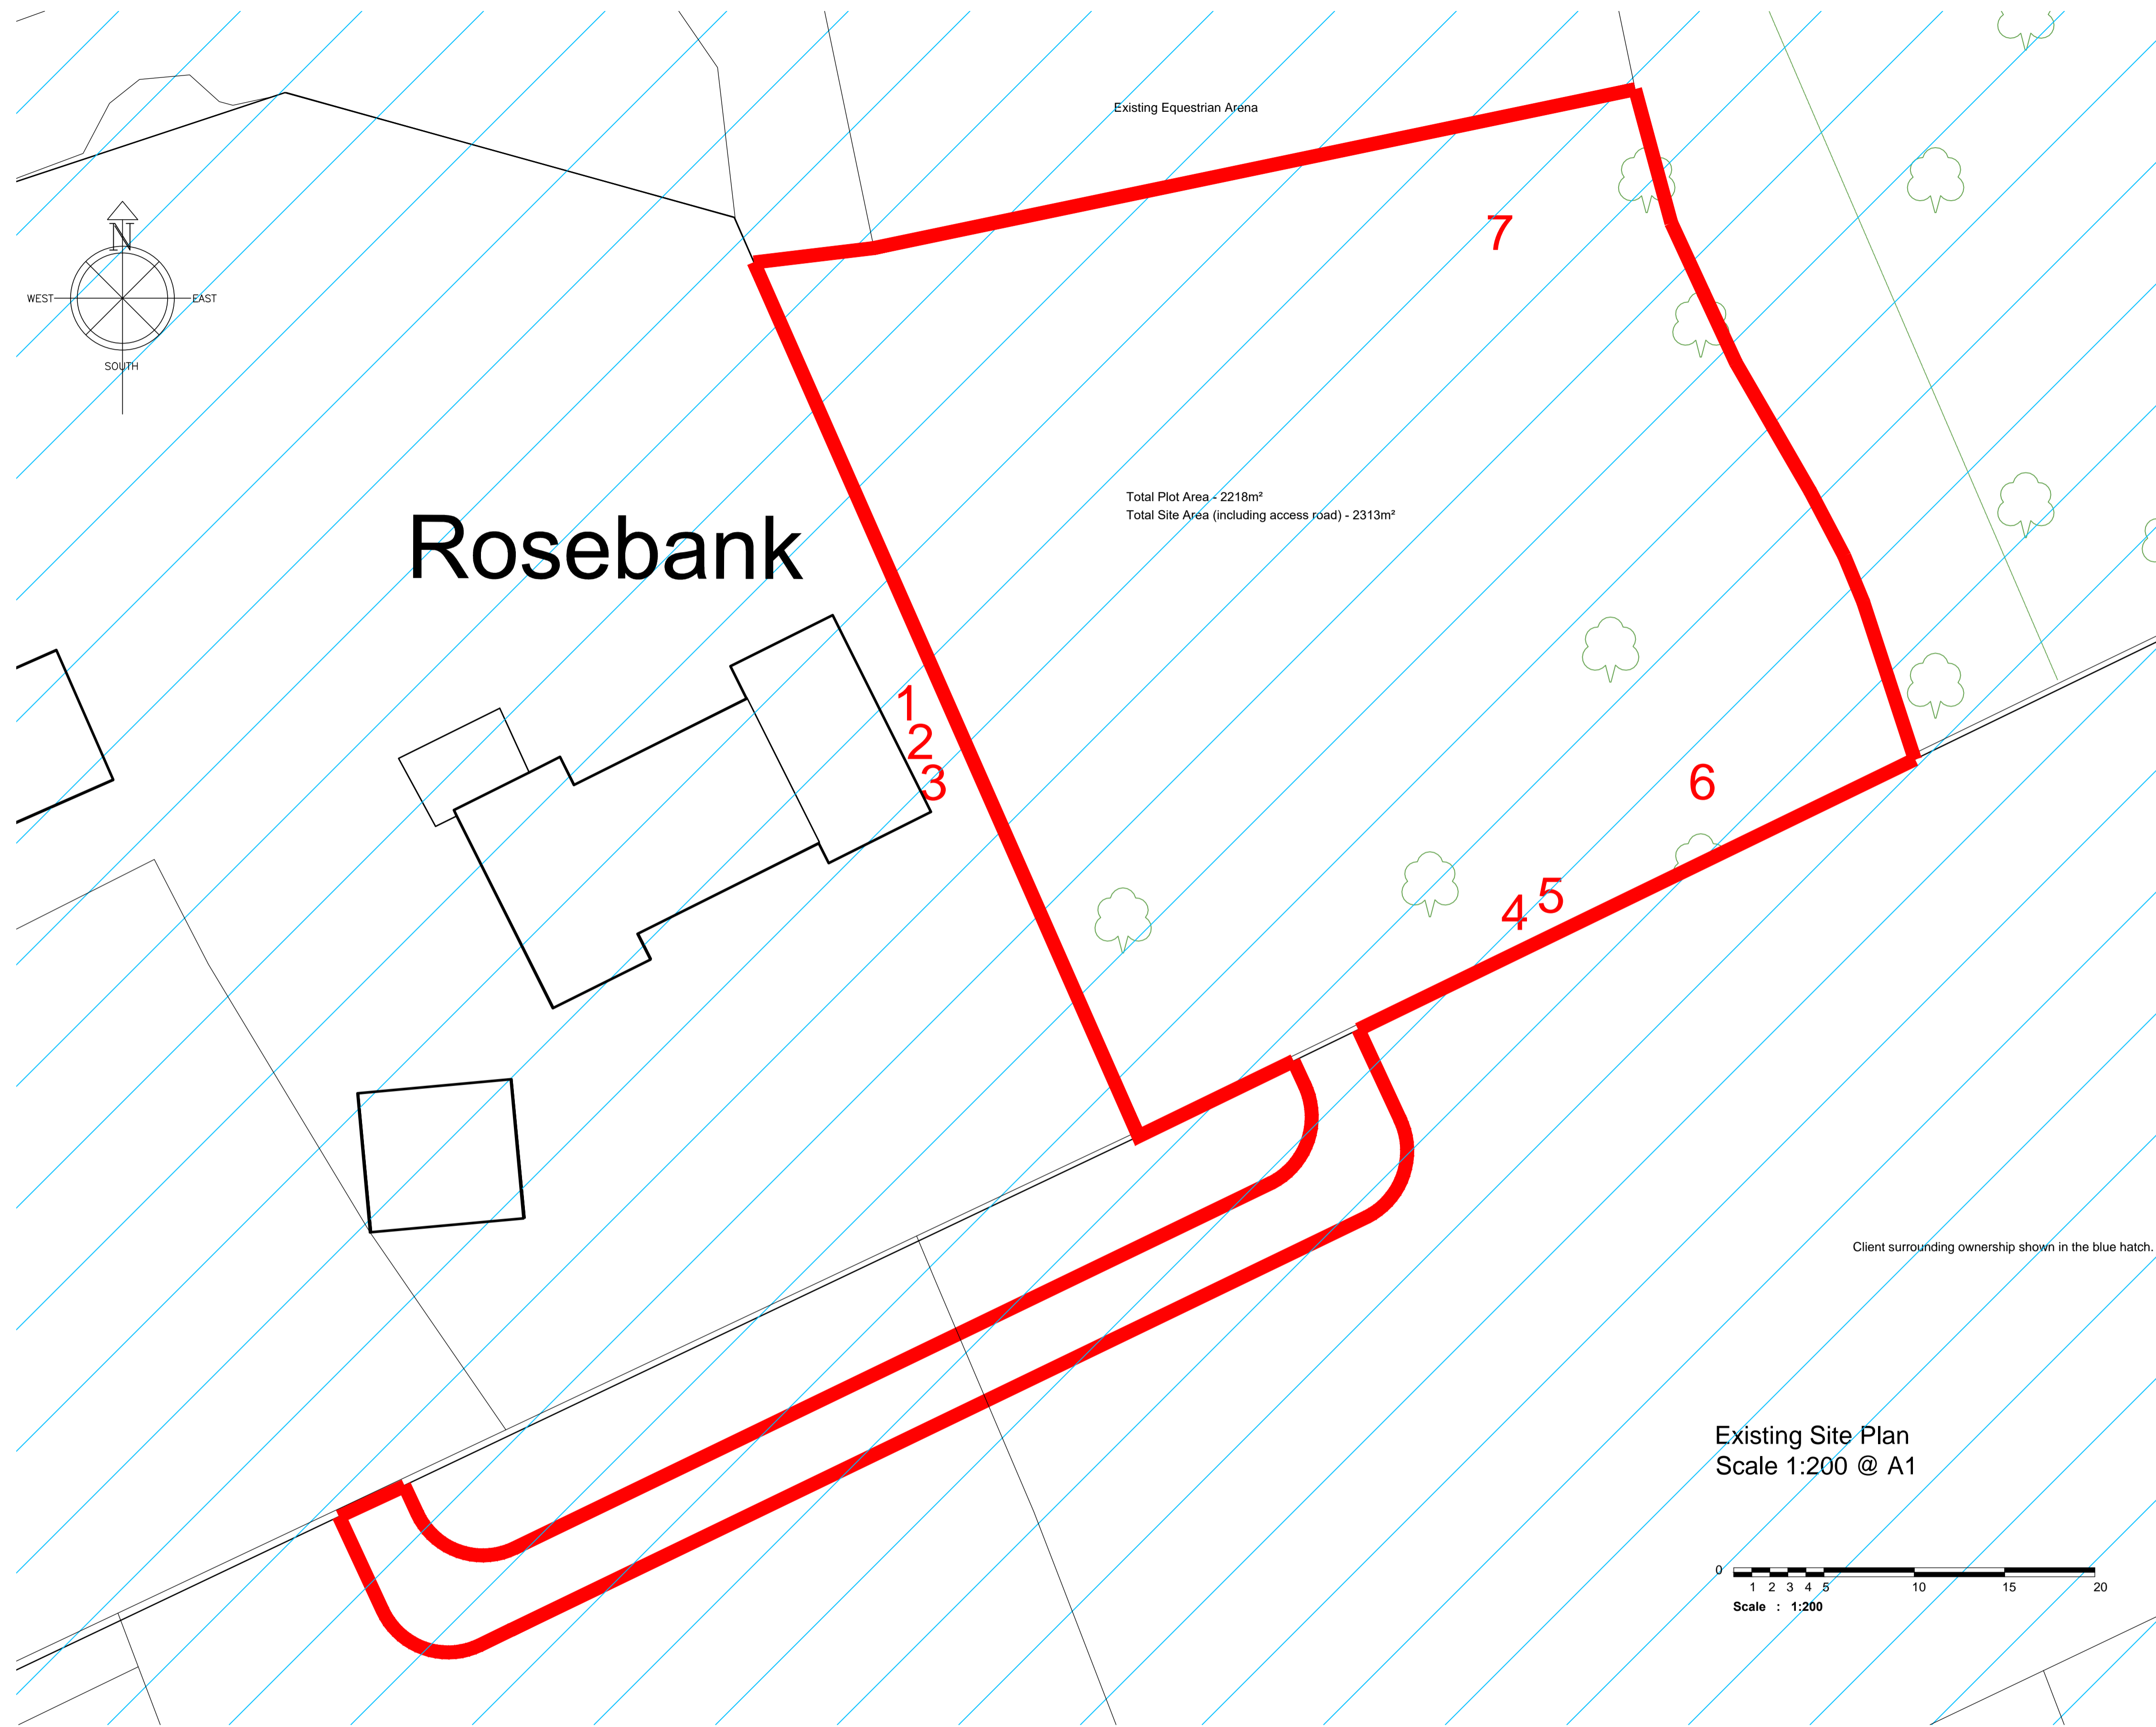 Existing Equestrian Arena
7
N
WEST
EAST
SOUTH
Total Plot Area - 2218m²
Total Site Area (including access road) - 2313m²
Rosebank
1
2
3
6
5
4
Client surrounding ownership shown in the blue hatch.
Existing Site Plan
Scale 1:200 @ A1
0
1 2 3 4 5 10 15 20
Scale : 1:200